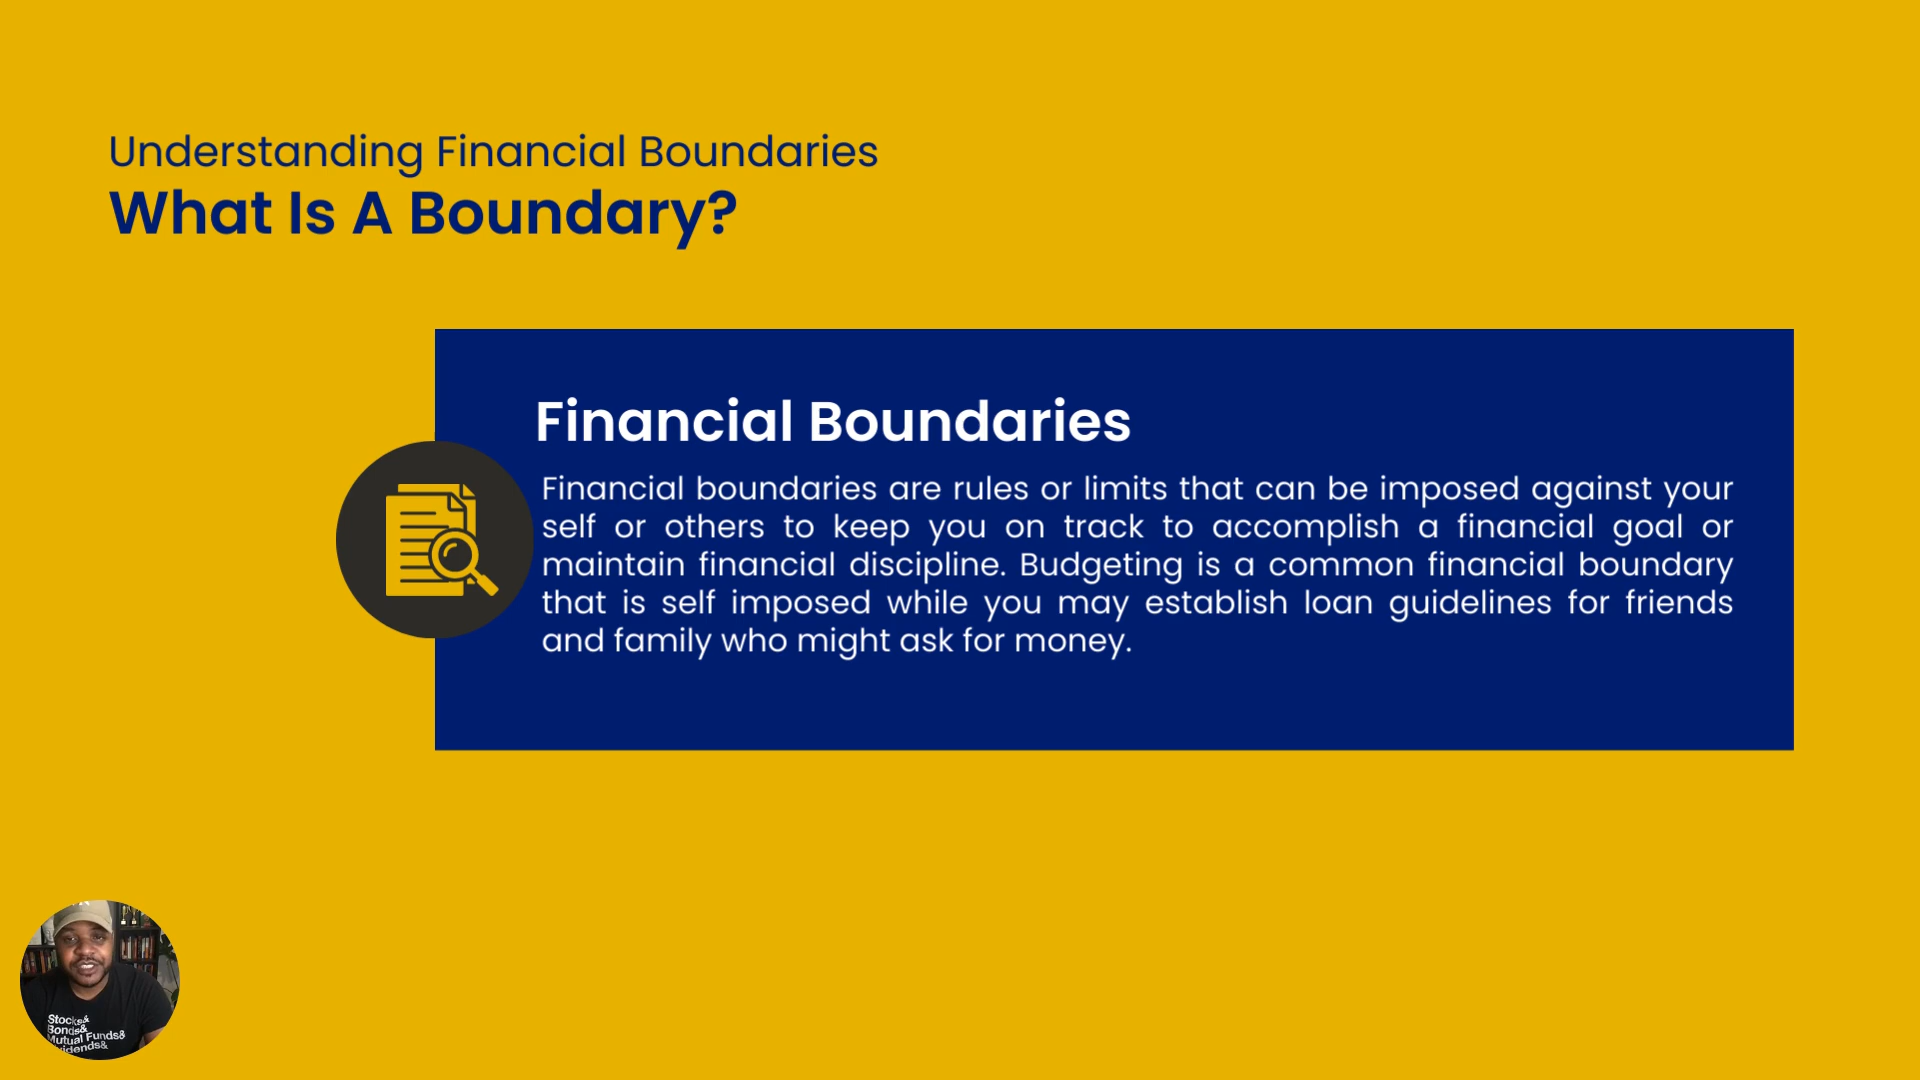 Understanding Financial Boundaries
What Is A Boundary?
Financial Boundaries
Financial boundaries are rules or limits that can be imposed against your
self or others to keep you on track to accomplish a financial goal or
maintain financial discipline. Budgeting is a common financial boundary
that is self imposed while you may establish loan guidelines for friends
and family who might ask for money.
Stocks&
Bonds&
Mutual Funds&